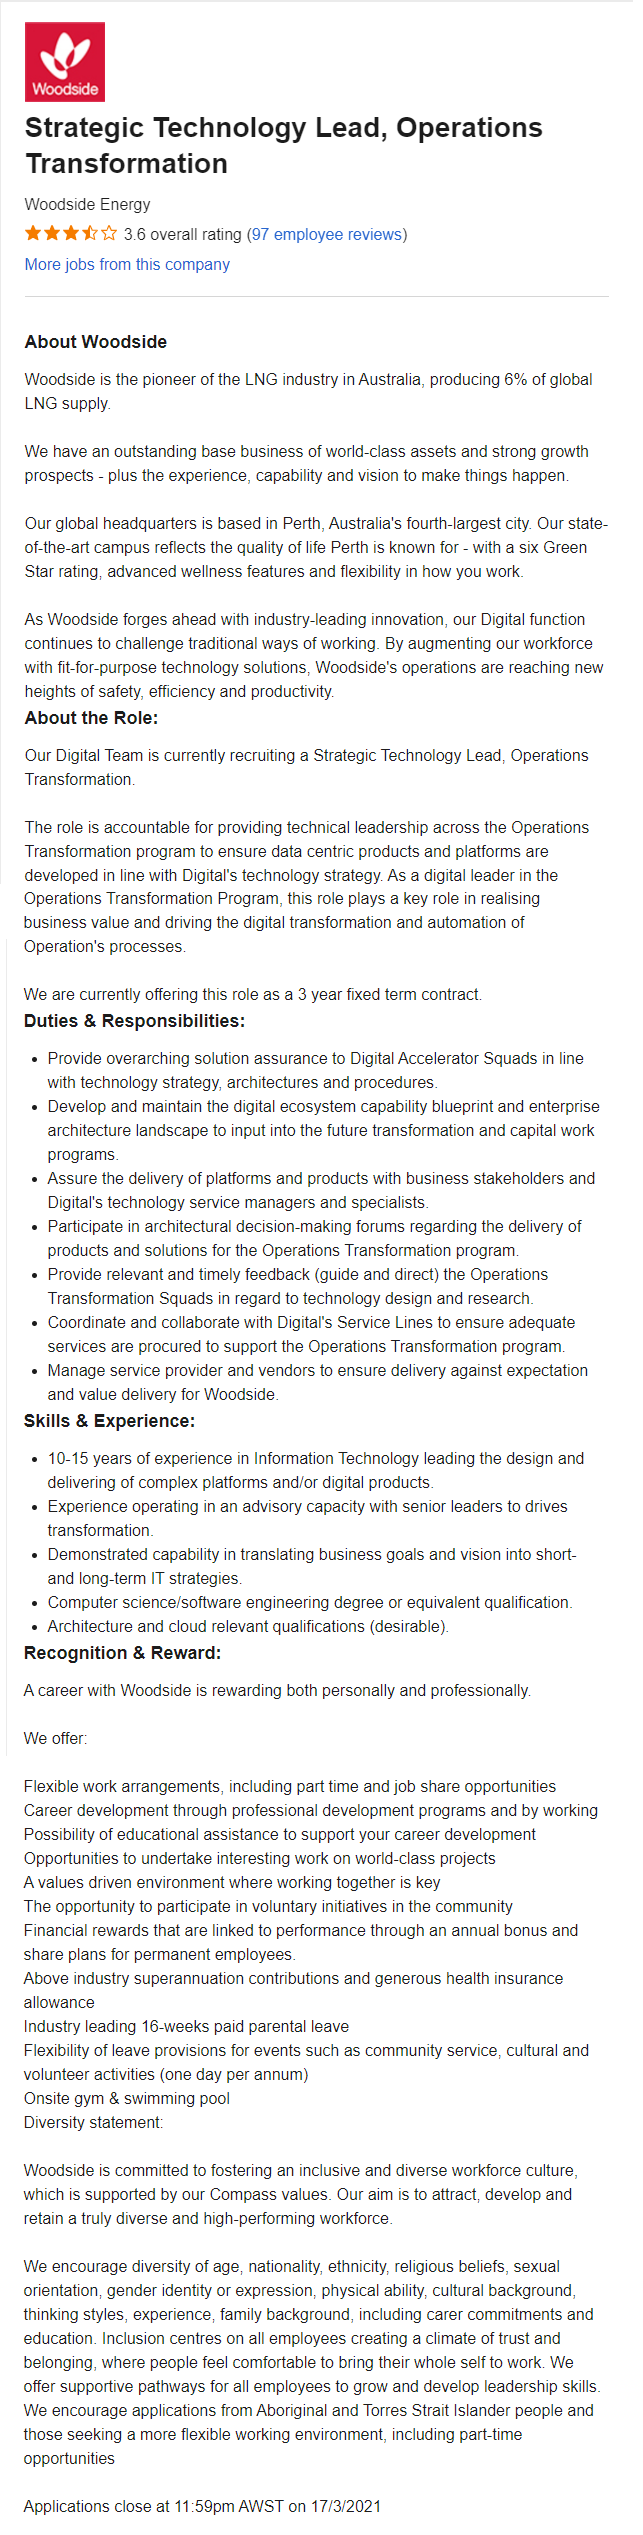 Woodside
Strategic Technology Lead, Operations
Transformation
Woodside Energy
3.6 overall rating (97 employee reviews)
More jobs from this company
About Woodside
Woodside is the pioneer of the LNG industry in Australia, producing 6% of global
LNG supply.
We have an outstanding base business of world-class assets and strong growth
prospects - plus the experience, capability and vision to make things happen.
Our global headquarters is based in Perth, Australia's fourth-largest city. Our state-
of-the-art campus reflects the quality of life Perth is known for - with a six Green
Star rating, advanced wellness features and flexibility in how you work.
As Woodside forges ahead with industry-leading innovation, our Digital function
continues to challenge traditional ways of working. By augmenting our workforce
with fit-for-purpose technology solutions, Woodside's operations are reaching new
heights of safety, efficiency and productivity.
About the Role:
Our Digital Team is currently recruiting a Strategic Technology Lead, Operations
Transformation.
The role is accountable for providing technical leadership across the Operations
Transformation program to ensure data centric products and platforms are
developed in line with Digital's technology strategy. As a digital leader in the
Operations Transformation Program, this role plays a key role in realising
business value and driving the digital transformation and automation of
Operation's processes.
We are currently offering this role as a 3 year fixed term contract.
Duties & Responsibilities:
• Provide overarching solution assurance to Digital Accelerator Squads in line
with technology strategy, architectures and procedures.
• Develop and maintain the digital ecosystem capability blueprint and enterprise
architecture landscape to input into the future transformation and capital work
programs.
• Assure the delivery of platforms and products with business stakeholders and
Digital's technology service managers and specialists.
• Participate in architectural decision-making forums regarding the delivery of
products and solutions for the Operations Transformation program.
• Provide relevant and timely feedback (guide and direct) the Operations
Transformation Squads in regard to technology design and research.
• Coordinate and collaborate with Digital's Service Lines to ensure adequate
services are procured to support the Operations Transformation program.
• Manage service provider and vendors to ensure delivery against expectation
and value delivery for Woodside.
Skills & Experience:
• 10-15 years of experience in Information Technology leading the design and
delivering of complex platforms and/or digital products.
• Experience operating in an advisory capacity with senior leaders to drives
transformation.
• Demonstrated capability in translating business goals and vision into short-
and long-term IT strategies.
• Computer science/software engineering degree or equivalent qualification.
• Architecture and cloud relevant qualifications (desirable).
Recognition & Reward:
A career with Woodside is rewarding both personally and professionally.
We offer:
Flexible work arrangements, including part time and job share opportunities
Career development through professional development programs and by working
Possibility of educational assistance to support your career development
Opportunities to undertake interesting work on world-class projects
A values driven environment where working together is key
The opportunity to participate in voluntary initiatives in the community
Financial rewards that are linked to performance through an annual bonus and
share plans for permanent employees.
Above industry superannuation contributions and generous health insurance
allowance
Industry leading 16-weeks paid parental leave
Flexibility of leave provisions for events such as community service, cultural and
volunteer activities (one day per annum)
Onsite gym & swimming pool
Diversity statement:
Woodside is committed to fostering an inclusive and diverse workforce culture,
which is supported by our Compass values. Our aim is to attract, develop and
retain a truly diverse and high-performing workforce.
We encourage diversity of age, nationality, ethnicity, religious beliefs, sexual
orientation, gender identity or expression, physical ability, cultural background,
thinking styles, experience, family background, including carer commitments and
education. Inclusion centres on all employees creating a climate of trust and
belonging, where people feel comfortable to bring their whole self to work. We
offer supportive pathways for all employees to grow and develop leadership skills.
We encourage applications from Aboriginal and Torres Strait Islander people and
those seeking a more flexible working environment, including part-time
opportunities
Applications close at 11:59pm AWST on 17/3/2021